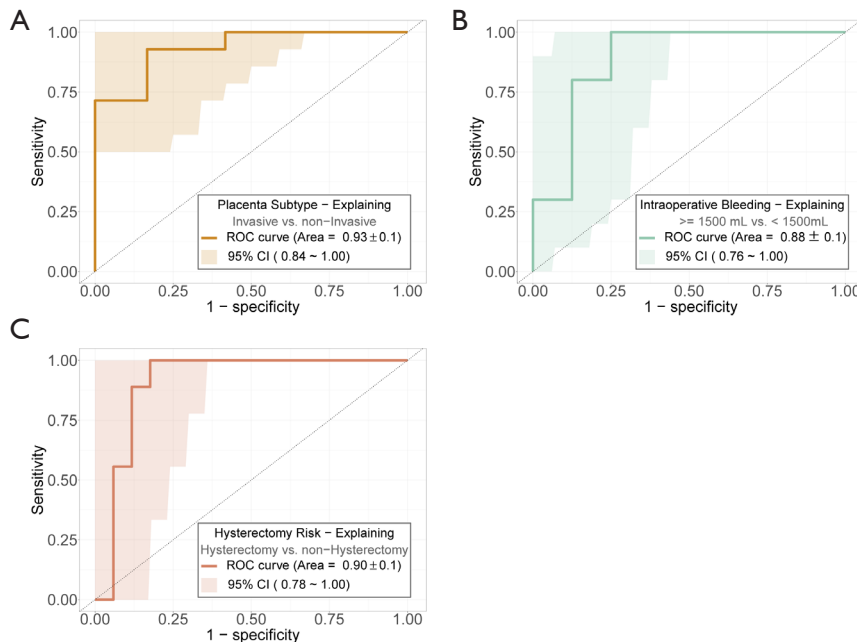 A
1.00
0.75
0.50
0.25
0.00
Sensitivity
Placenta Subtype – Explaining
Invasive vs. non-Invasive
ROC curve (Area = 0.93 ± 0.1)
95% CI ( 0.84 ~ 1.00)
0.00 0.25 0.50 0.75 1.00
1 - specificity
B
1.00
0.75
0.50
0.25
0.00
Sensitivity
Intraoperative Bleeding – Explaining
>= 1500 mL vs. < 1500mL
ROC curve (Area = 0.88 ± 0.1)
95% CI ( 0.76 ~ 1.00)
0.00 0.25 0.50 0.75 1.00
1 - specificity
C
1.00
0.75
0.50
0.25
0.00
Sensitivity
Hysterectomy Risk – Explaining
Hysterectomy vs. non-Hysterectomy
ROC curve (Area = 0.90 ± 0.1)
95% CI ( 0.78 ~ 1.00)
0.00 0.25 0.50 0.75 1.00
1 - specificity